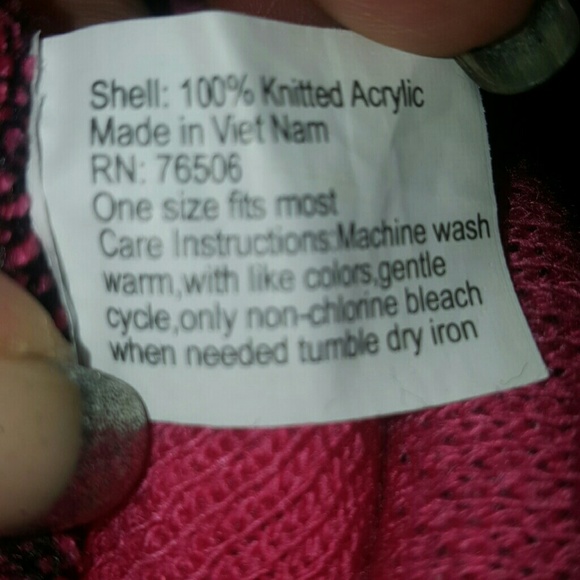 Shell: 100% Knitted Acrylic
Made in Viet Nam
RN: 76506
One size fits most
Care Instructions:Machine wash
warm,with like colors,gentle
cycle,only non-chlorine bleach
when needed tumble dry iron